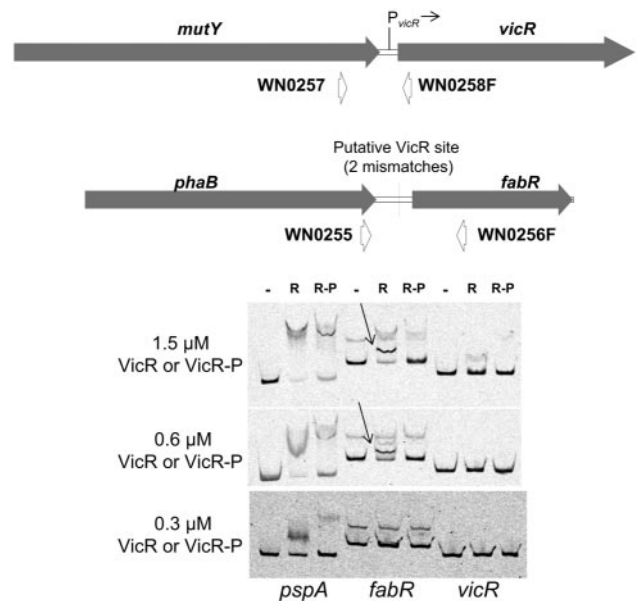 mutY P vicR vicR
WN0257 WN0258F
Putative VicR site
(2 mismatches)
phaB fabR
WN0255 WN0256F
- R R-P - R R-P - R R-P
1.5 μM
VicR or VicR-P
0.6 μM
VicR or VicR-P
0.3 μM
VicR or VicR-P
pspA fabR vicR